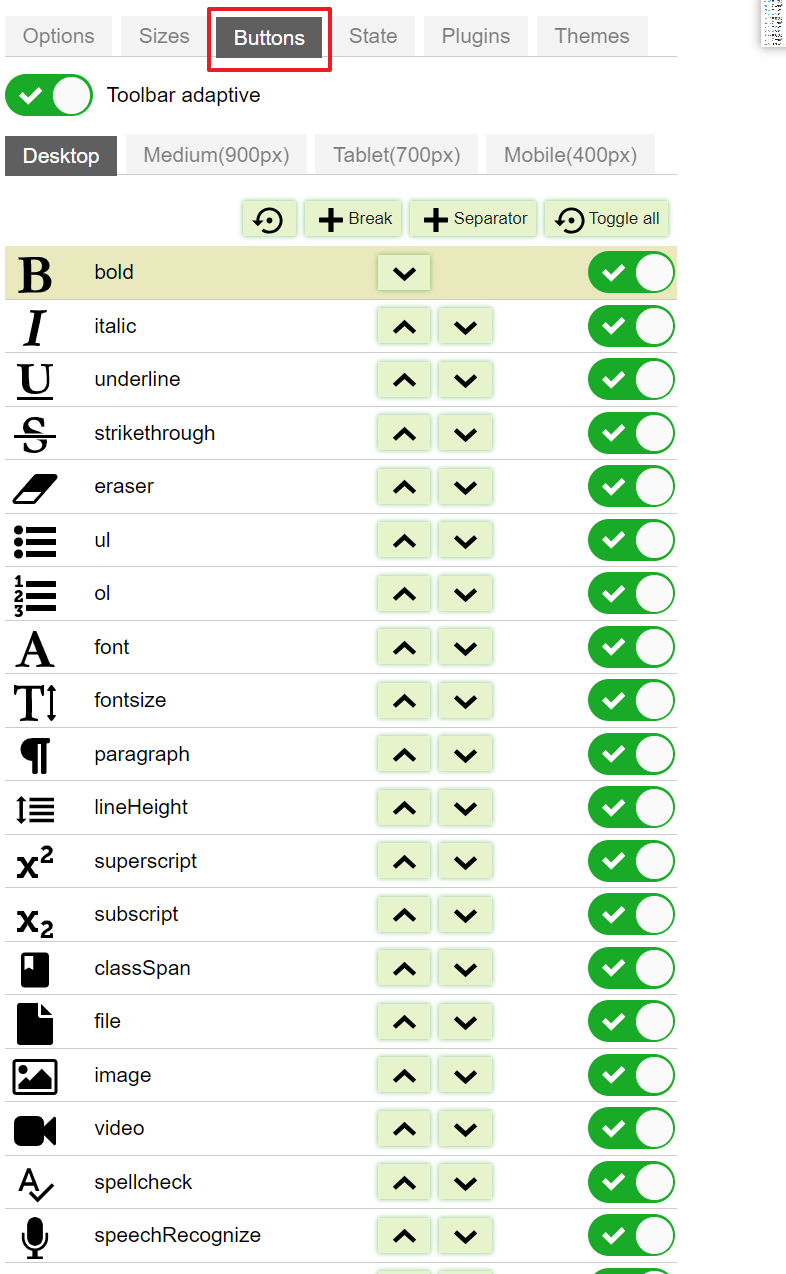 Options Sizes Buttons State Plugins Themes
Toolbar adaptive
Desktop Medium(900px) Tablet(700px) Mobile(400px)
Break Separator Toggle all
bold
italic
underline
strikethrough
eraser
ul
ol
font
fontsize
paragraph
lineHeight
superscript
subscript
classSpan
file
image
video
spellcheck
speechRecognize